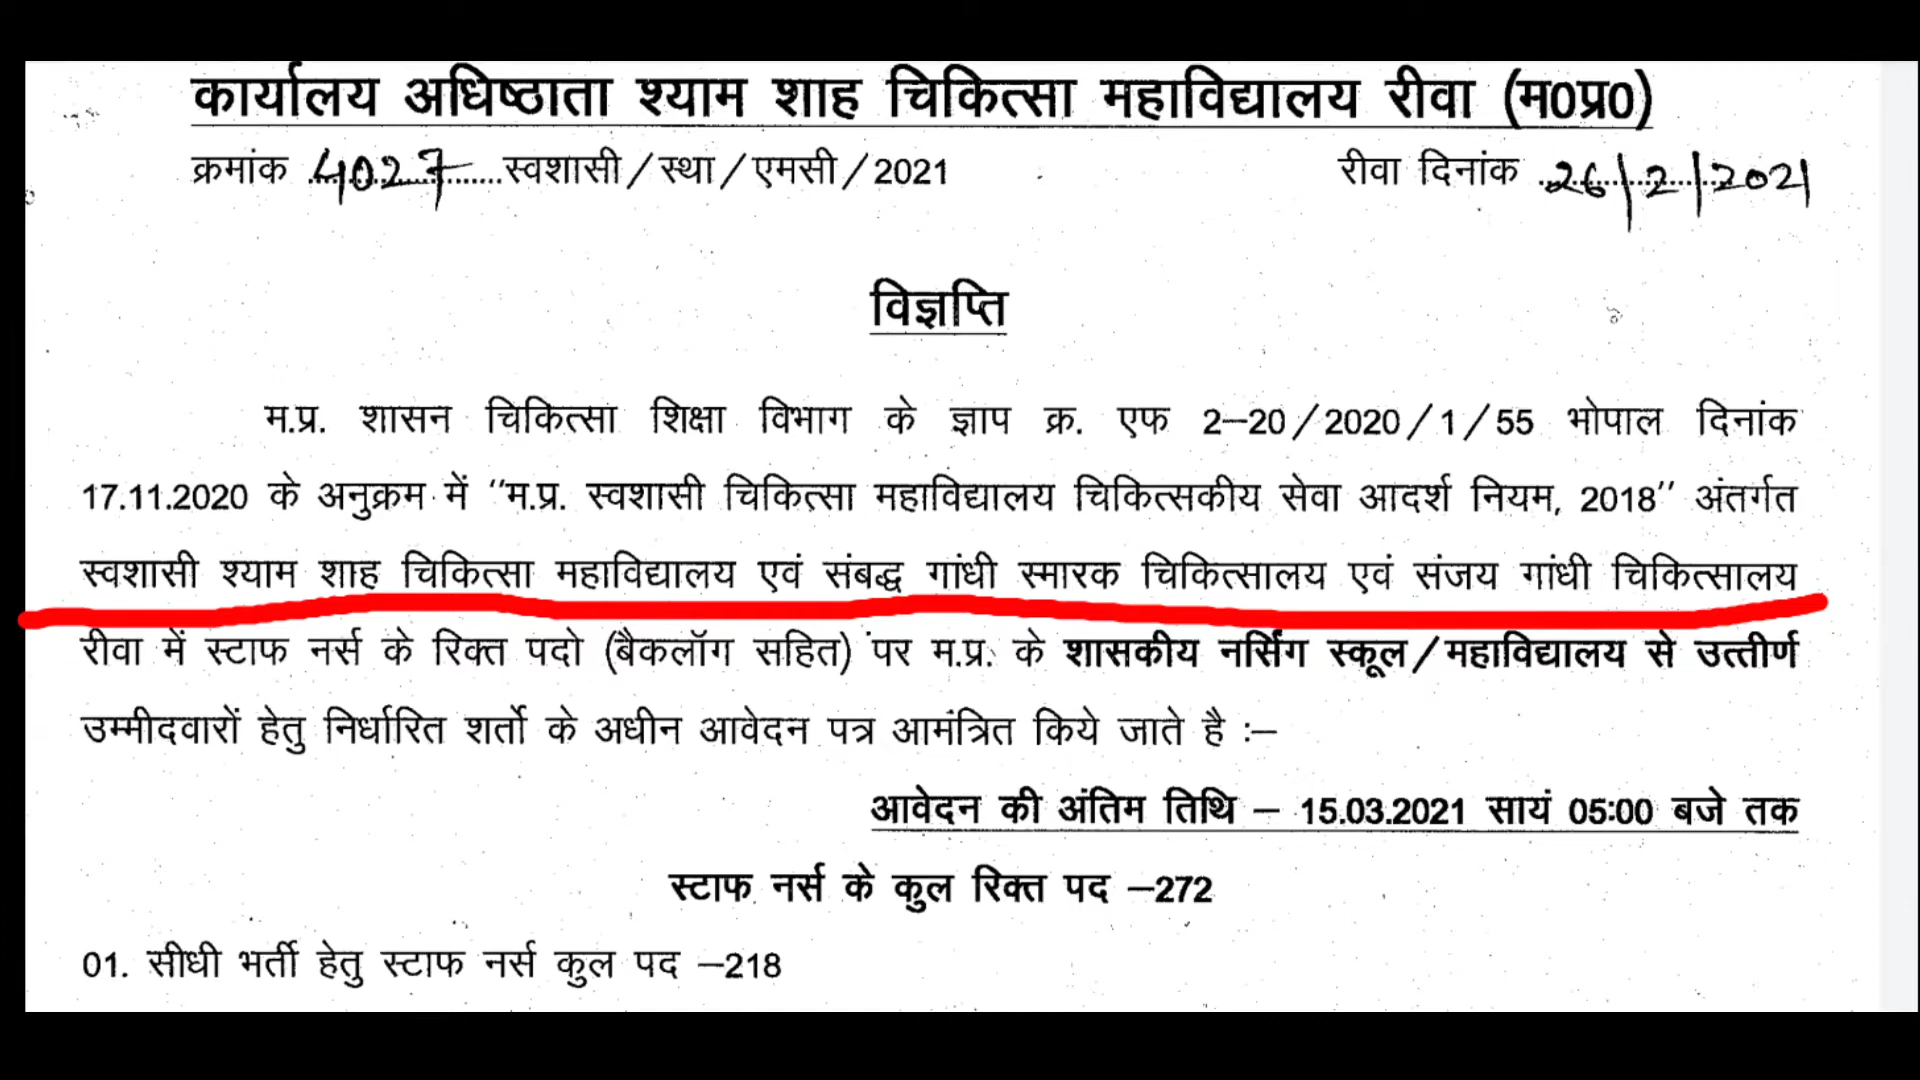 कार्यालय अधिष्ठाता श्याम शाह चिकित्सा महाविद्यालय रीवा (म0प्र0)
क्रमांक 4027 स्वशासी/स्था/एमसी/2021 रीवा दिनांक 26/2/2021
विज्ञप्ति
म.प्र. शासन चिकित्सा शिक्षा विभाग के ज्ञाप क्र. एफ 2–20/2020/1/55 भोपाल दिनांक
17.11.2020 के अनुक्रम में ''म.प्र. स्वशासी चिकित्सा महाविद्यालय चिकित्सकीय सेवा आदर्श नियम, 2018'' अंतर्गत
स्वशासी श्याम शाह चिकित्सा महाविद्यालय एवं संबद्ध गांधी स्मारक चिकित्सालय एवं संजय गांधी चिकित्सालय
रीवा में स्टाफ नर्स के रिक्त पदो (बैकलॉग सहित) पर म.प्र. के शासकीय नर्सिंग स्कूल/महाविद्यालय से उत्तीर्ण
उम्मीदवारों हेतु निर्धारित शर्तो के अधीन आवेदन पत्र आमंत्रित किये जाते है :–
आवेदन की अंतिम तिथि – 15.03.2021 सायं 05:00 बजे तक
स्टाफ नर्स के कुल रिक्त पद –272
01. सीधी भर्ती हेतु स्टाफ नर्स कुल पद –218